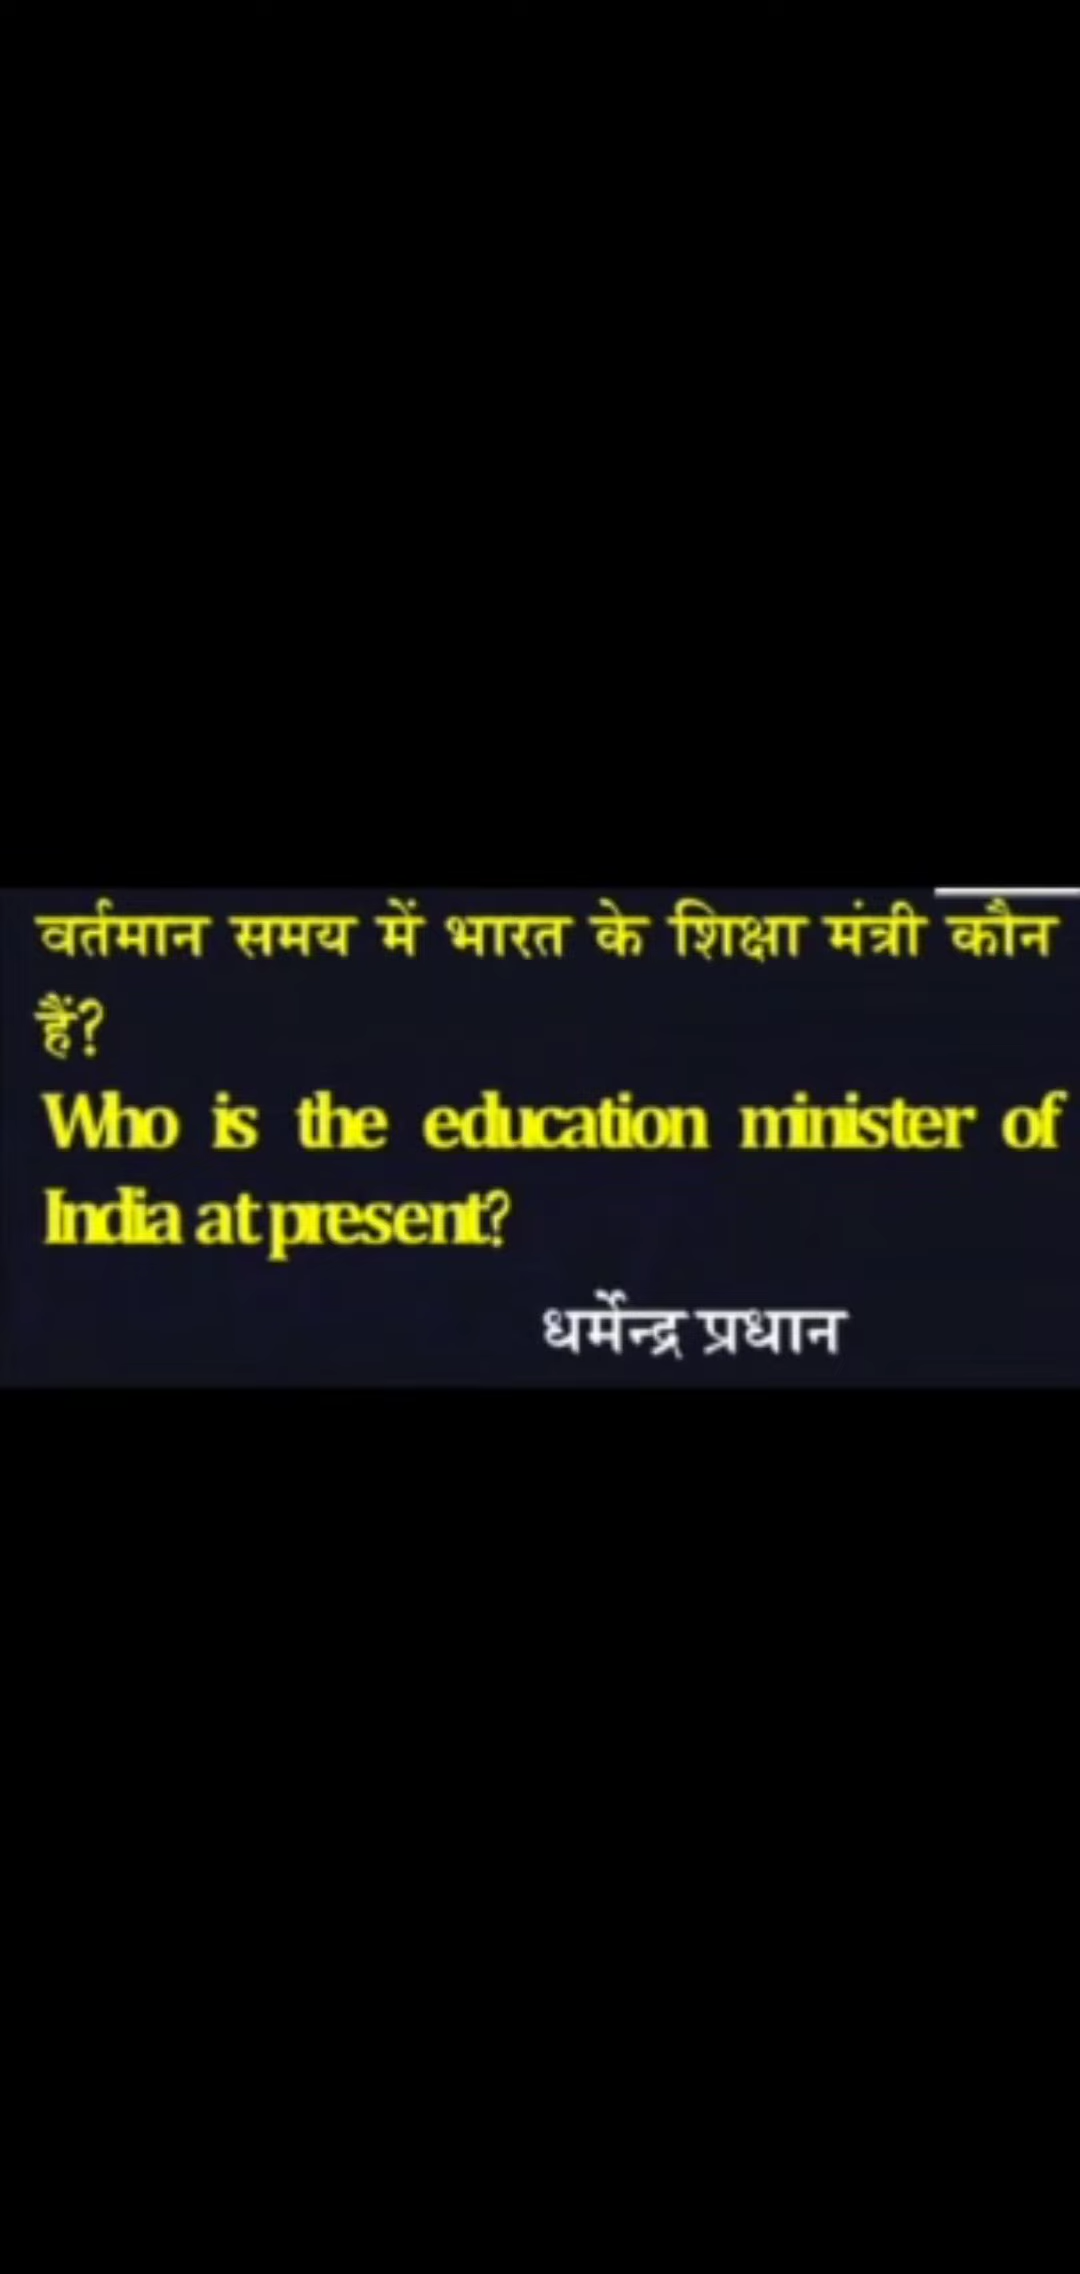 वर्तमान समय में भारत के शिक्षा मंत्री कौन
हैं?
Who is the education minister of
India at present?
धर्मेन्द्र प्रधान